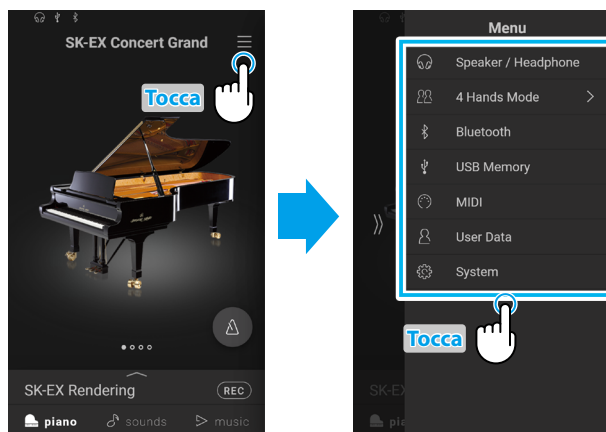 SK-EX Concert Grand
Tocca
SK-EX Rendering
REC
piano
sounds
music
Menu
Speaker / Headphone
4 Hands Mode
Bluetooth
USB Memory
MIDI
User Data
System
Tocca
SK-EX
pia